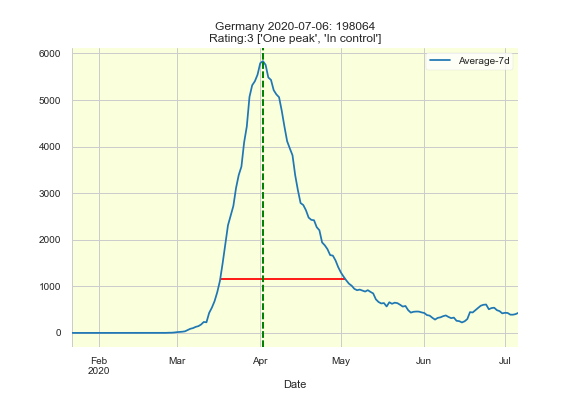 Germany 2020-07-06: 198064
Rating:3 ['One peak', 'In control']
Average-7d
6000
5000
4000
3000
2000
1000
0
Feb Mar Apr May Jun Jul
2020
Date